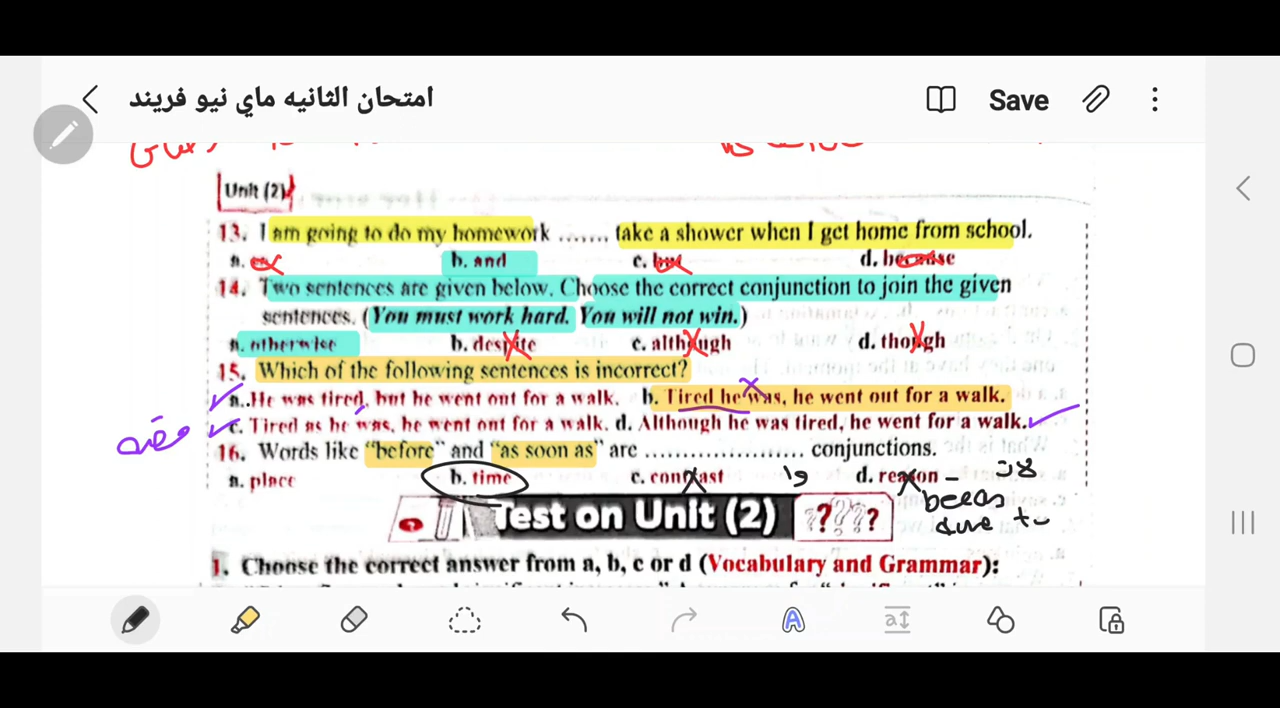 امتحان الثانيه ماي نيو فريند
Save
Unit (2)
13. I am going to do my homework ....... take a shower when I get home from school.
a. or b. and c. but d. because
14. Two sentences are given below. Choose the correct conjunction to join the given
sentences. (You must work hard. You will not win.)
a. otherwise b. despite c. although d. though
15. Which of the following sentences is incorrect?
a. He was tired, but he went out for a walk. b. Tired he was, he went out for a walk.
c. Tired as he was, he went out for a walk. d. Although he was tired, he went for a walk.
16. Words like "before" and "as soon as" are ...................... conjunctions.
a. place b. time c. contrast d. reason
due to
Test on Unit (2) ????
1. Choose the correct answer from a, b, c or d (Vocabulary and Grammar):